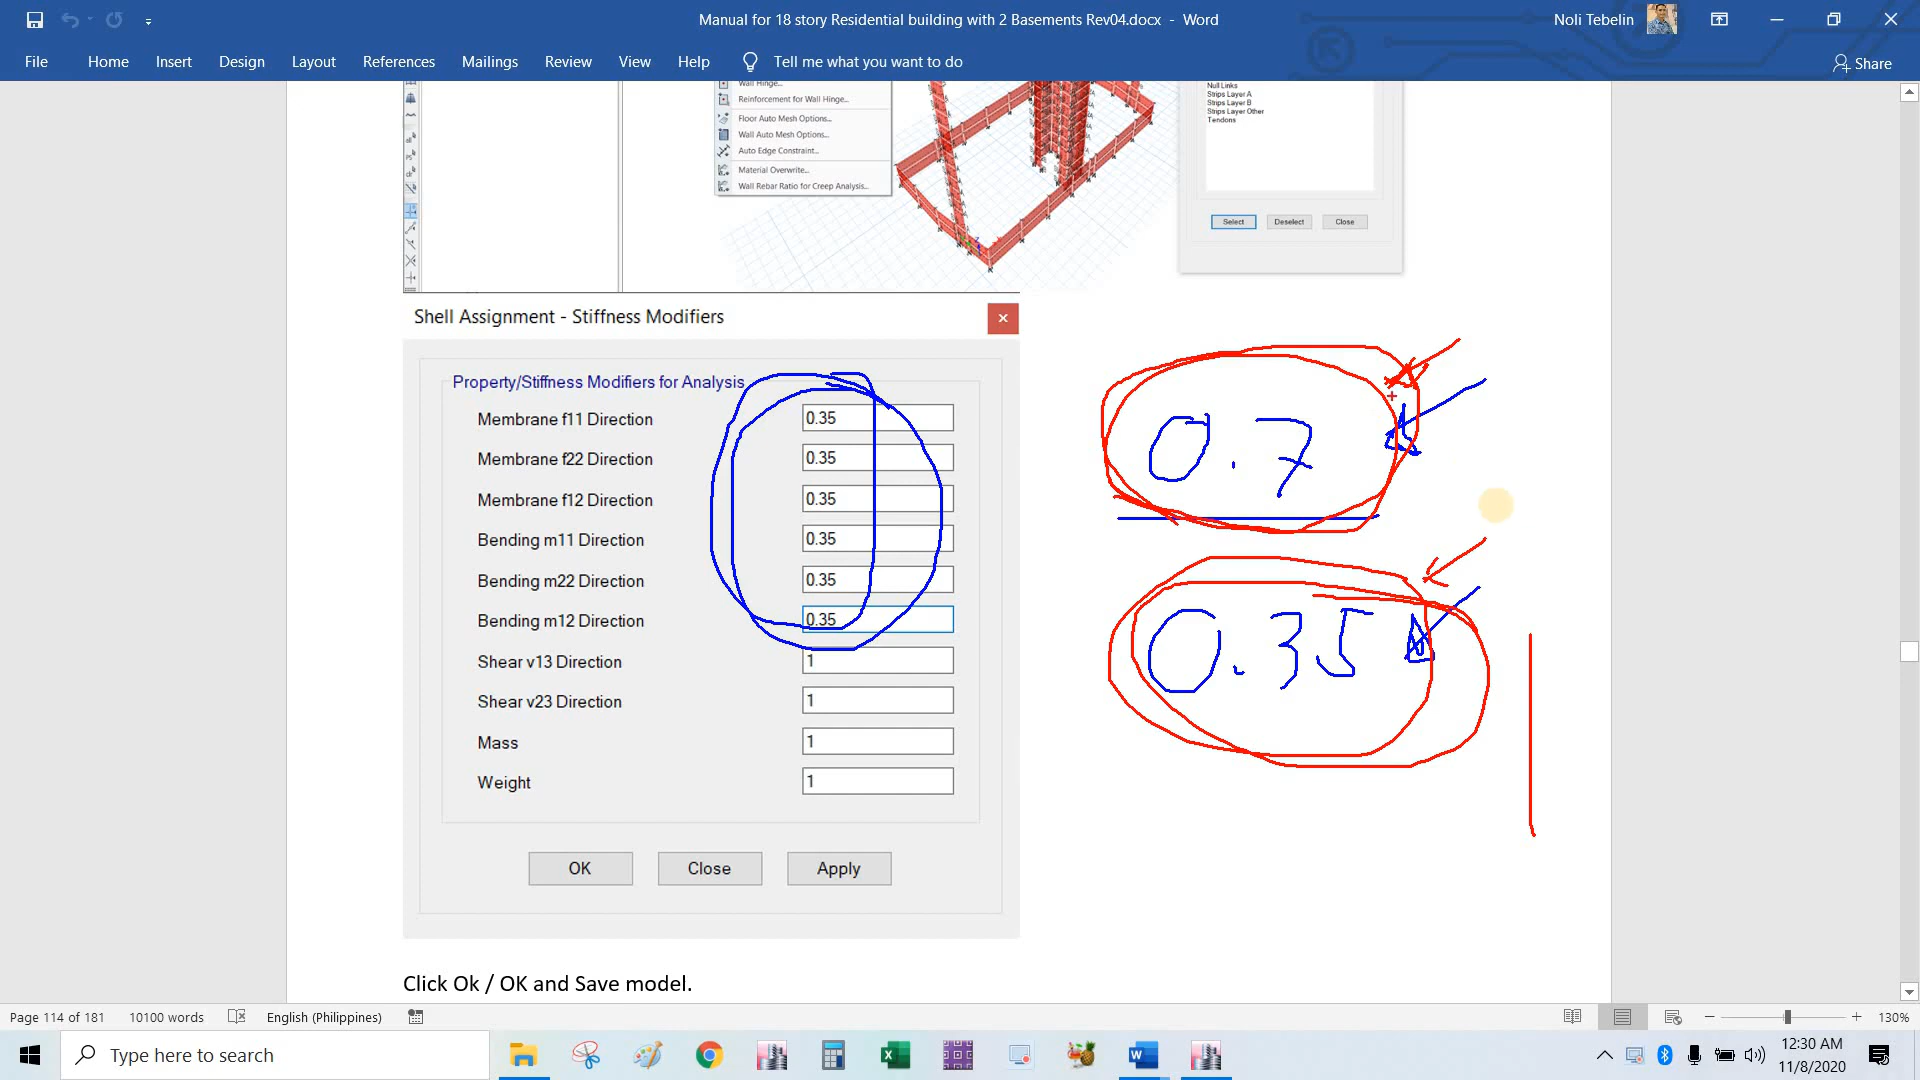 Manual for 18 story Residential building with 2 Basements Rev04.docx - Word
Noli Tebelin
File Home Insert Design Layout References Mailings Review View Help Tell me what you want to do
Share
Wall Hinge...
Reinforcement for Wall Hinge...
Floor Auto Mesh Options...
Wall Auto Mesh Options...
Auto Edge Constraint...
Material Overwrite...
Wall Rebar Ratio for Creep Analysis...
Null Links
Strips Layer A
Strips Layer B
Strips Layer Other
Tendons
Select Deselect Close
Shell Assignment - Stiffness Modifiers
Property/Stiffness Modifiers for Analysis
Membrane f11 Direction 0.35
Membrane f22 Direction 0.35
Membrane f12 Direction 0.35
Bending m11 Direction 0.35
Bending m22 Direction 0.35
Bending m12 Direction 0.35
Shear v13 Direction 1
Shear v23 Direction 1
Mass 1
Weight 1
OK Close Apply
0.7
0.35
Click Ok / OK and Save model.
Page 114 of 181 10100 words English (Philippines)
130%
Type here to search
12:30 AM
11/8/2020